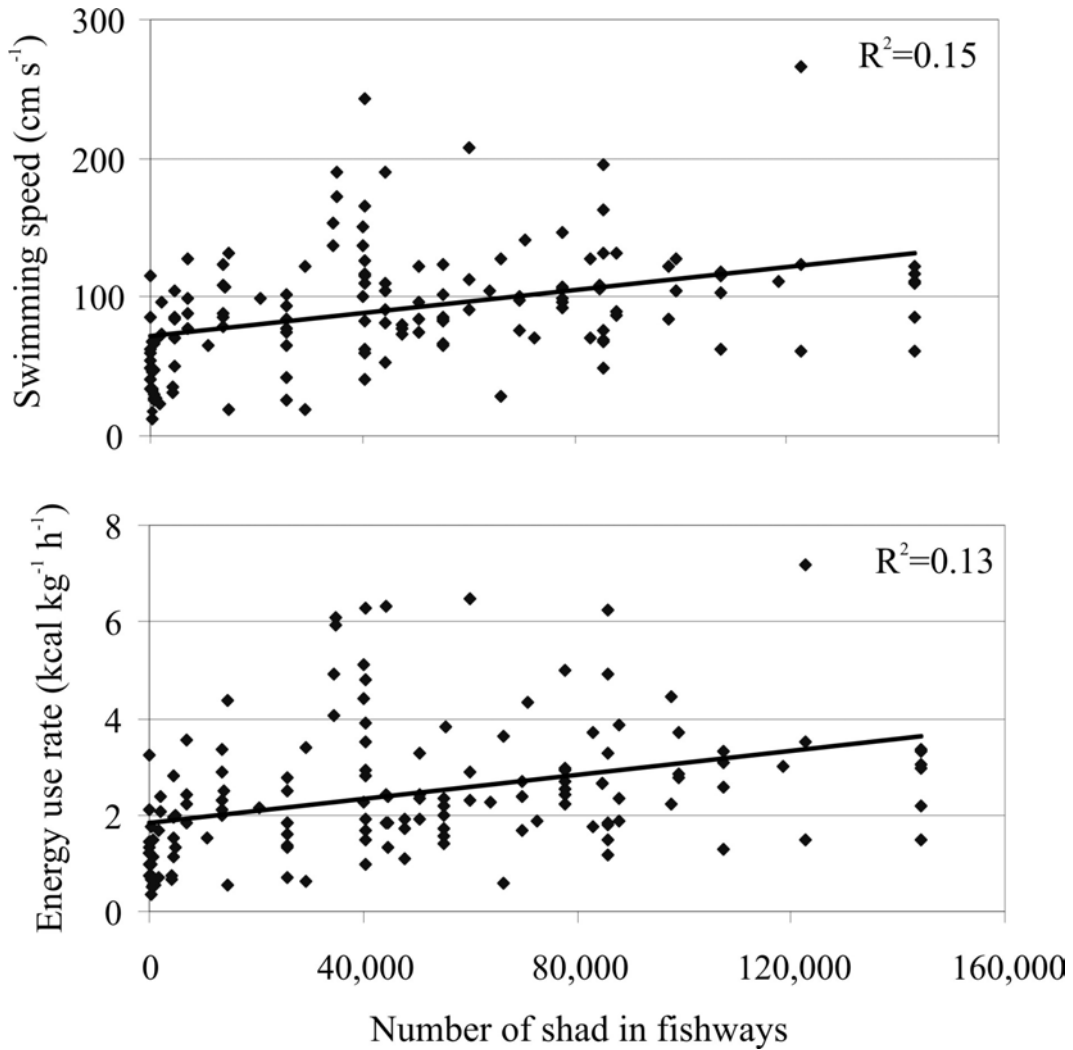 300
R²=0.15
200
100
0
Swimming speed (cm s⁻¹)
8
R²=0.13
6
4
2
0
Energy use rate (kcal kg⁻¹ h⁻¹)
0 40,000 80,000 120,000 160,000
Number of shad in fishways